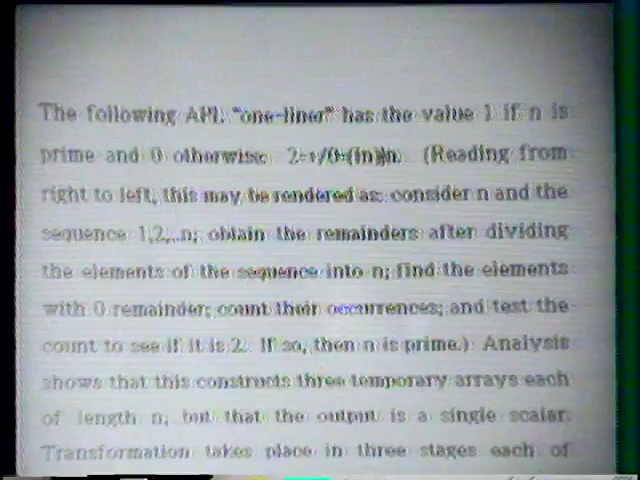 The following APL "one-liner" has the value 1 if n is
prime and 0 otherwise: 2=+/0=(ιn)|n. (Reading from
right to left, this may be rendered as: consider n and the
sequence 1,2,..n; obtain the remainders after dividing
the elements of the sequence into n; find the elements
with 0 remainder; count their occurrences; and test the
count to see if it is 2. If so, then n is prime.) Analysis
shows that this constructs three temporary arrays each
of length n, but that the output is a single scalar.
Transformation takes place in three stages each of